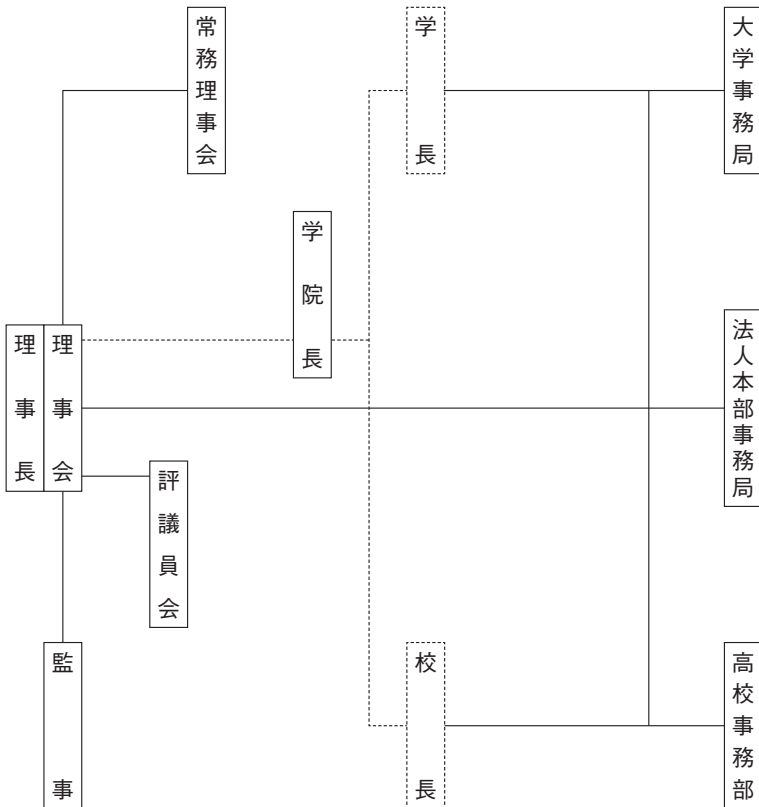 常務理事会
学長
大学事務局
学院長
理事長
理事会
法人本部事務局
評議員会
監事
校長
高校事務部